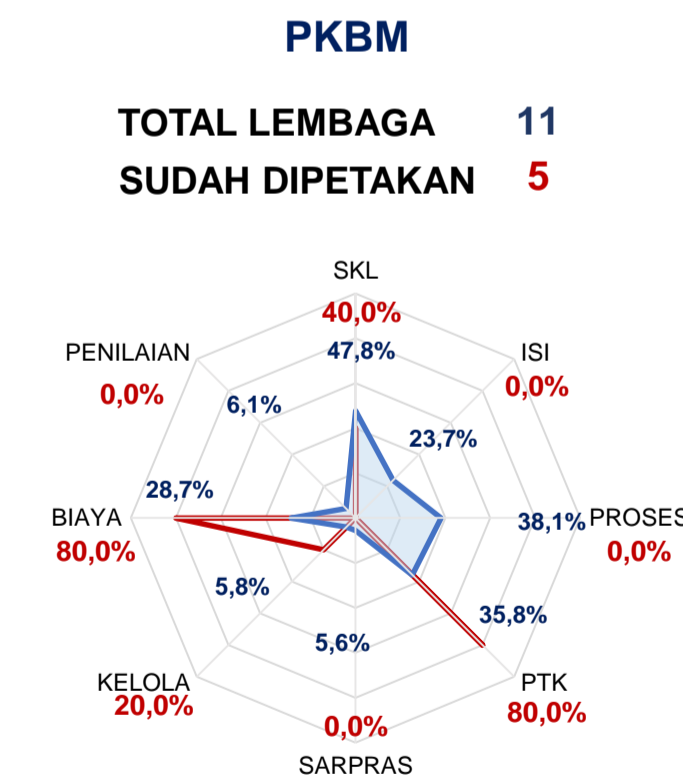 PKBM
TOTAL LEMBAGA 11
SUDAH DIPETAKAN 5
SKL
40,0%
47,8%
PENILAIAN
0,0%
6,1%
ISI
0,0%
23,7%
28,7%
BIAYA
80,0%
38,1% PROSES
0,0%
5,8%
KELOLA
20,0%
5,6%
0,0%
SARPRAS
35,8%
PTK
80,0%